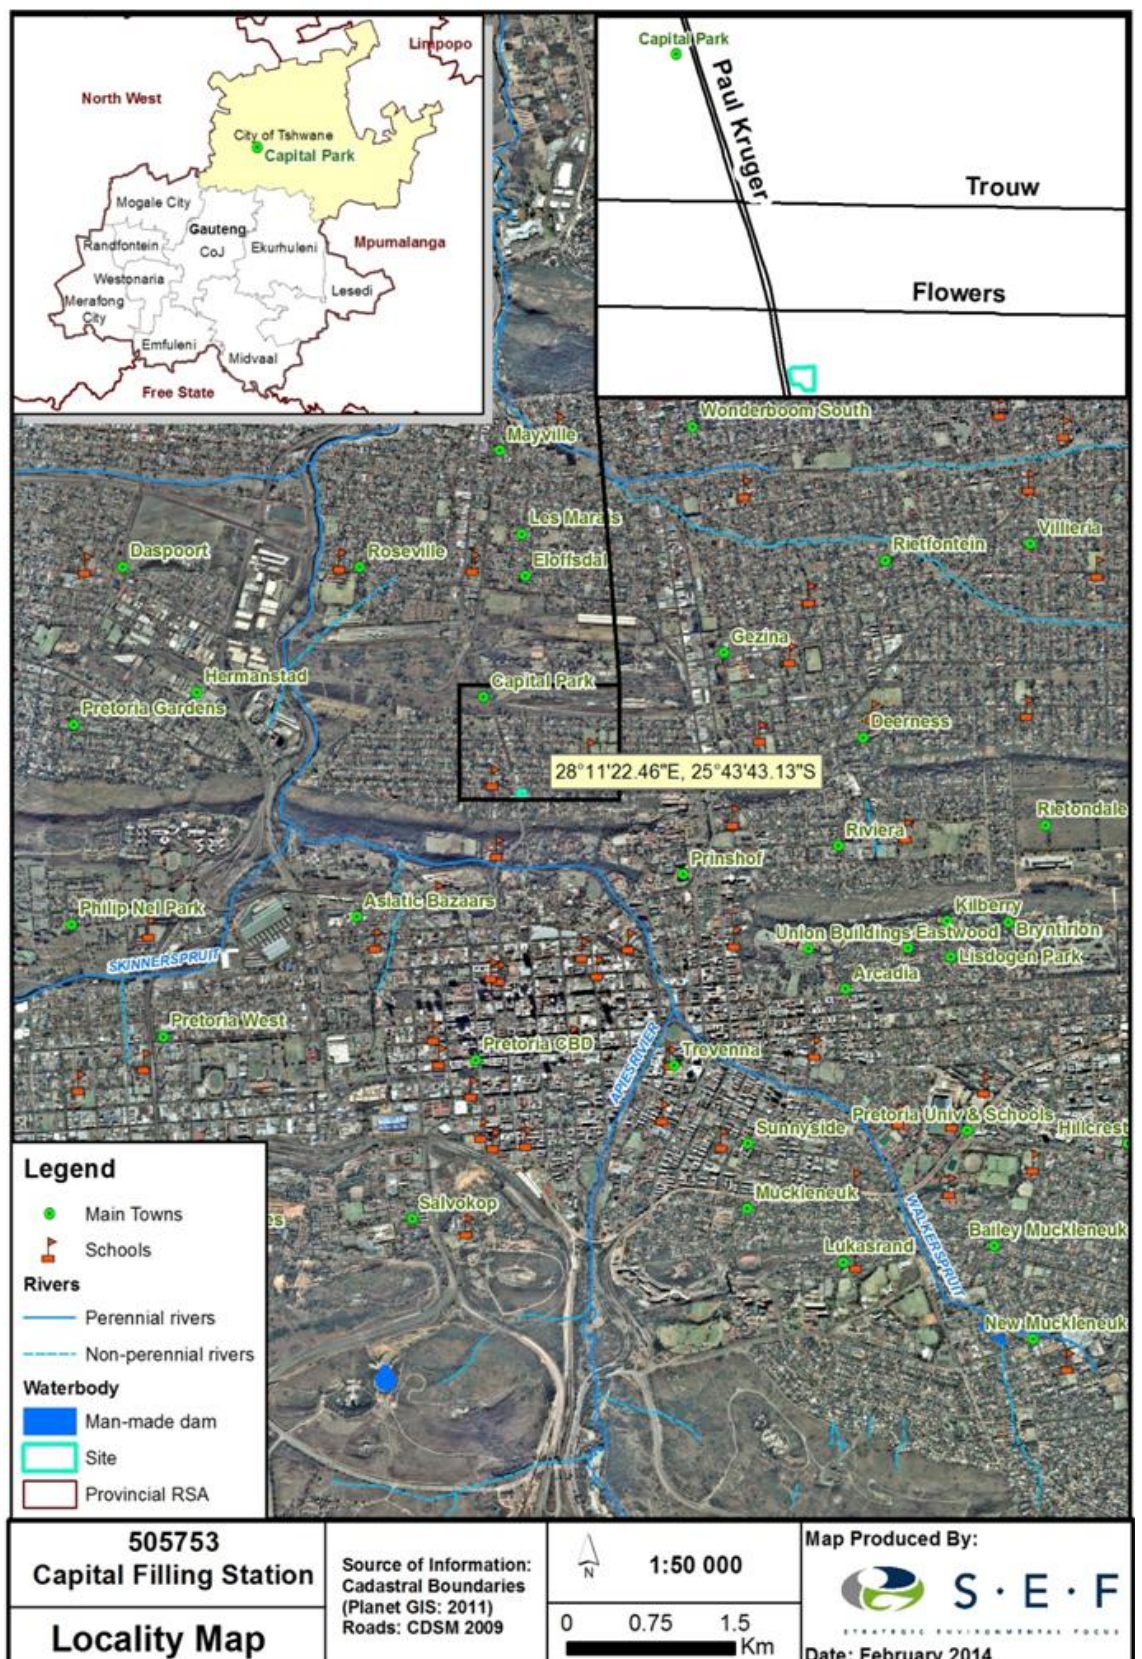 Limpopo
North West
City of Tshwane
Capital Park
Mogale City
Gauteng
Randfontein
CoJ
Ekurhuleni
Mpumalanga
Westonaria
Lesedi
Merafong
City
Emfuleni
Midvaal
Free State
Capital Park
Paul Kruger
Trouw
Flowers
Wonderboom South
Mayville
Les Marais
Villieria
Daspoort
Roseville
Eloffsdal
Rietfontein
Gezina
Hermanstad
Capital Park
Pretoria Gardens
Deerness
28°11'22.46"E, 25°43'43.13"S
Rietondale
Riviera
Prinshof
Philip Nel Park
Asiatic Bazaars
Kilberry
Union Buildings Eastwood
Bryntirion
SKINNERSPRUIT
Lisdogen Park
Arcadia
Pretoria West
Pretoria CBD
APIESRIVIER
Trevenna
Pretoria Univ & Schools
Sunnyside
Hillcrest
Muckleneuk
Salvokop
WALKERSPRUIT
Bailey Muckleneuk
Lukasrand
New Muckleneuk
es
Legend
Main Towns
Schools
Rivers
Perennial rivers
Non-perennial rivers
Waterbody
Man-made dam
Site
Provincial RSA
505753
Capital Filling Station
Locality Map
Source of Information:
Cadastral Boundaries
(Planet GIS: 2011)
Roads: CDSM 2009
N
1:50 000
0 0.75 1.5
Km
Map Produced By:
S·E·F
STRATEGIC ENVIRONMENTAL FOCUS
Date: February 2014